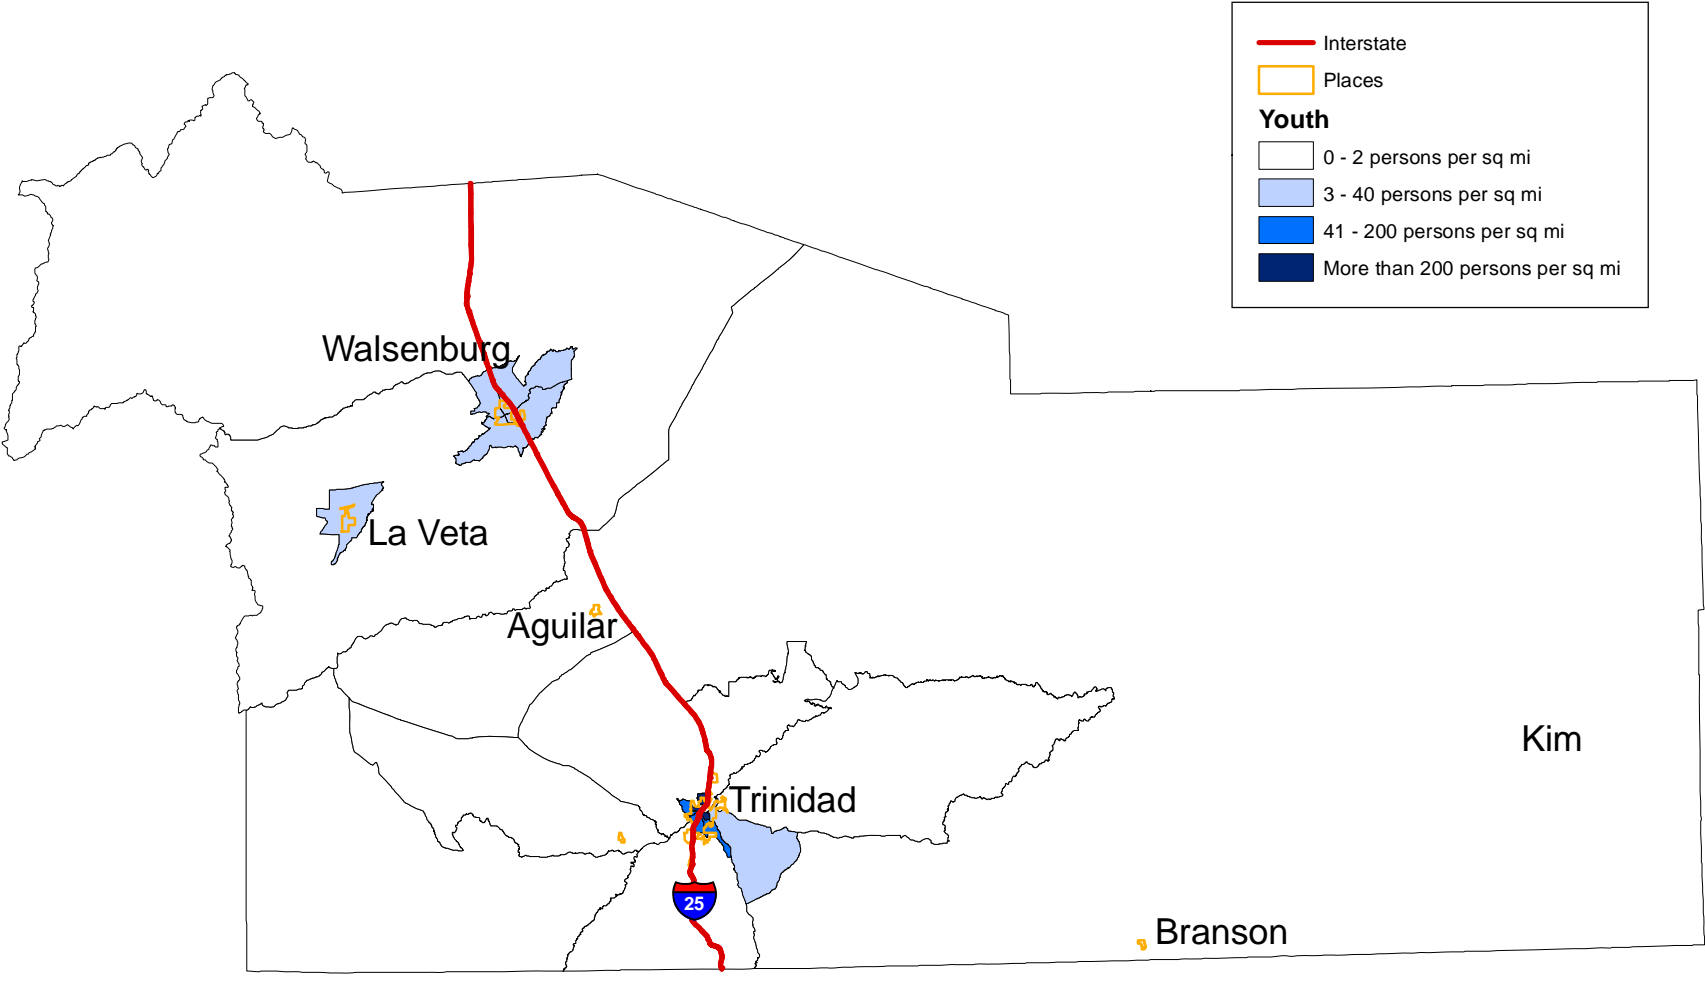 Interstate
Places
Youth
0 - 2 persons per sq mi
3 - 40 persons per sq mi
41 - 200 persons per sq mi
More than 200 persons per sq mi
Walsenburg
La Veta
Aguilar
Kim
Trinidad
25
Branson